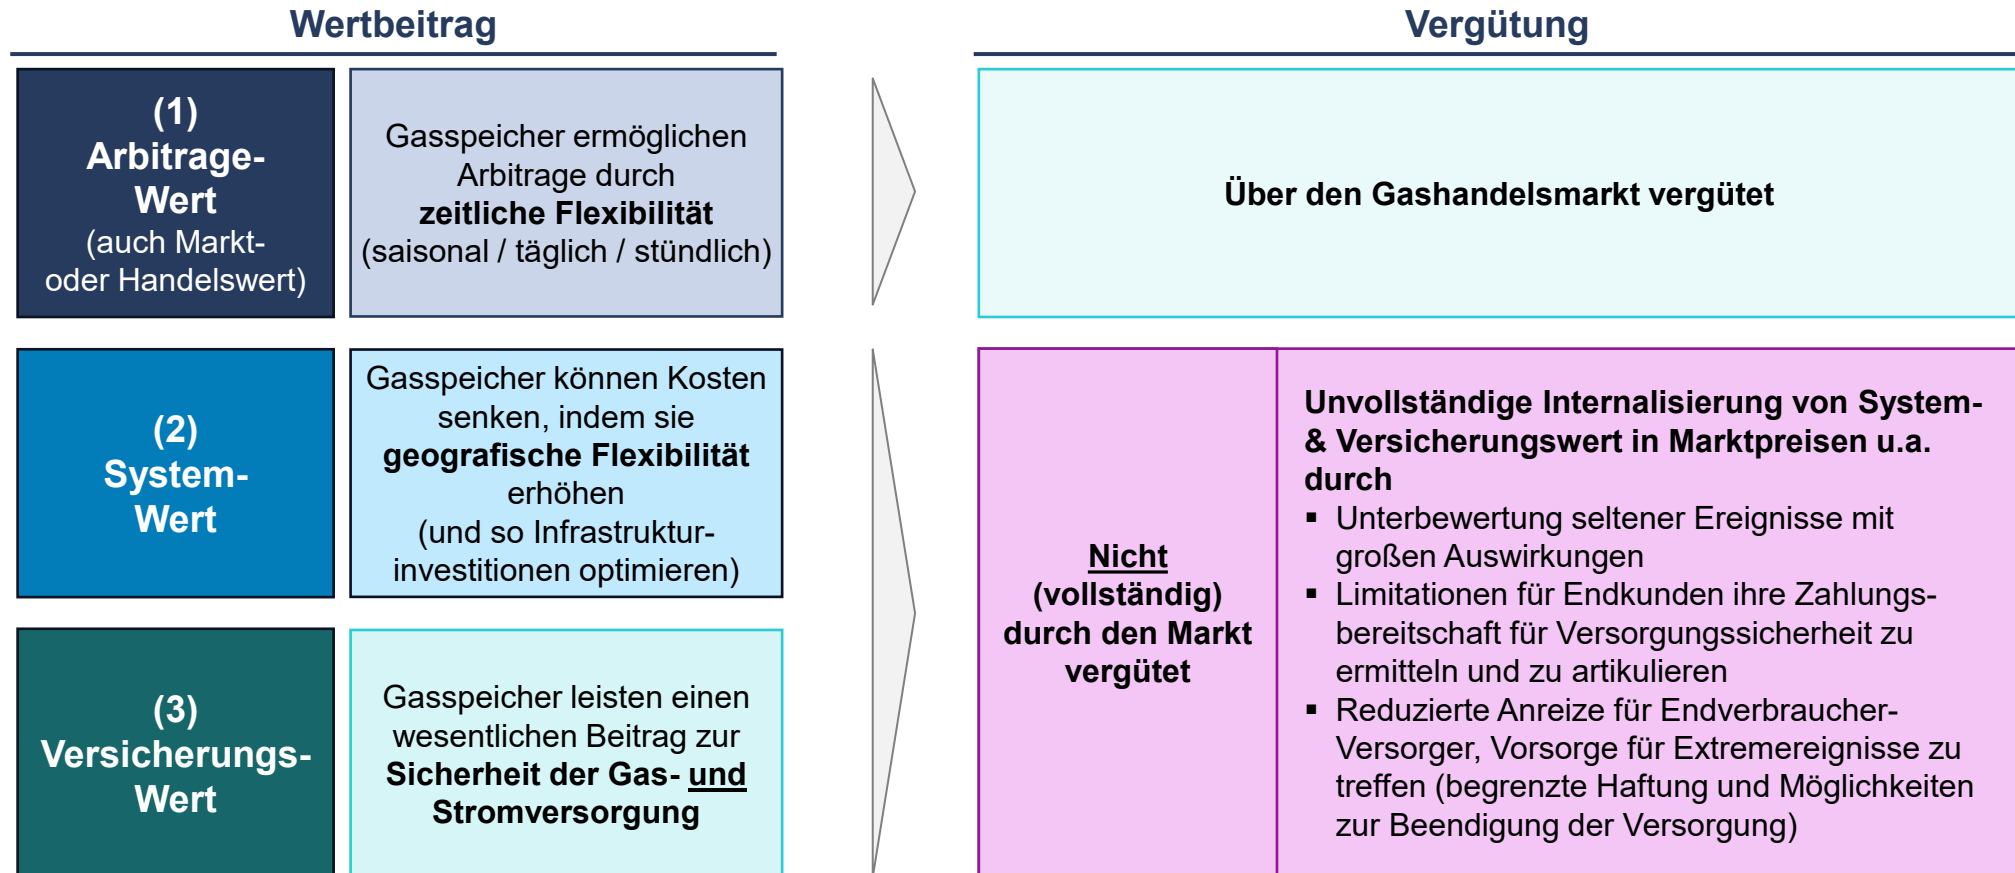 Wertbeitrag
Vergütung
(1)
Arbitrage-
Wert
(auch Markt-
oder Handelswert)
Gasspeicher ermöglichen
Arbitrage durch
zeitliche Flexibilität
(saisonal / täglich / stündlich)
Über den Gashandelsmarkt vergütet
(2)
System-
Wert
Gasspeicher können Kosten
senken, indem sie
geografische Flexibilität
erhöhen
(und so Infrastruktur-
investitionen optimieren)
(3)
Versicherungs-
Wert
Gasspeicher leisten einen
wesentlichen Beitrag zur
Sicherheit der Gas- und
Stromversorgung
Nicht
(vollständig)
durch den Markt
vergütet
Unvollständige Internalisierung von System-
& Versicherungswert in Marktpreisen u.a.
durch
▪ Unterbewertung seltener Ereignisse mit
großen Auswirkungen
▪ Limitationen für Endkunden ihre Zahlungs-
bereitschaft für Versorgungssicherheit zu
ermitteln und zu artikulieren
▪ Reduzierte Anreize für Endverbraucher-
Versorger, Vorsorge für Extremereignisse zu
treffen (begrenzte Haftung und Möglichkeiten
zur Beendigung der Versorgung)